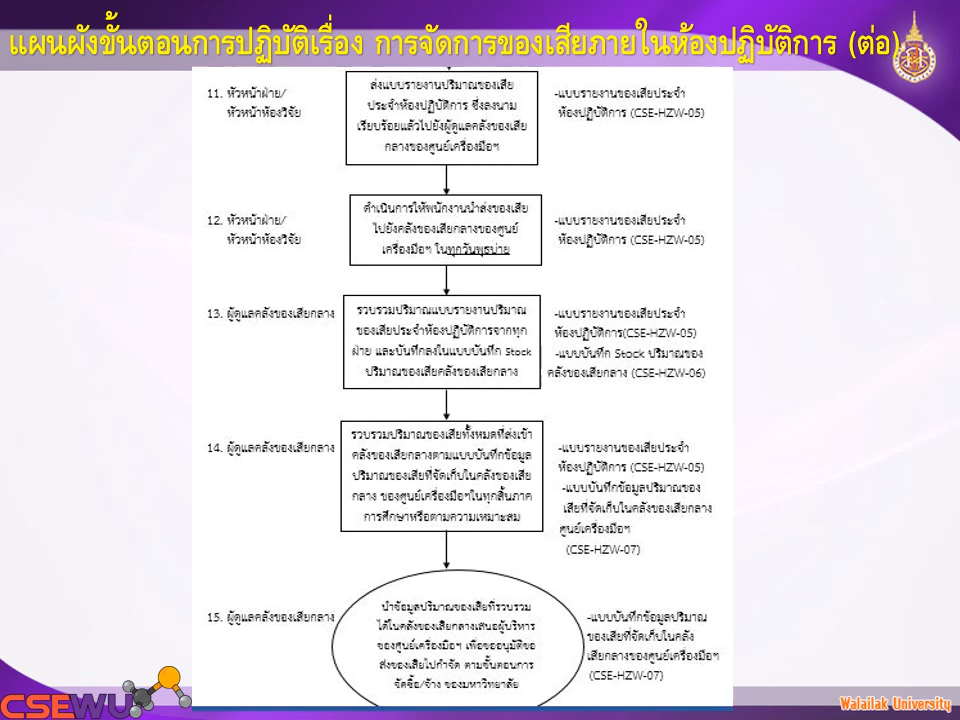 แผนผังขั้นตอนการปฏิบัติเรื่อง การจัดการของเสียภายในห้องปฏิบัติการ (ต่อ)
11. หัวหน้าฝ่าย/
หัวหน้าห้องวิจัย
ส่งแบบรายงานปริมาณของเสีย
ประจำห้องปฏิบัติการ ซึ่งลงนาม
เรียบร้อยแล้วไปยังผู้ดูแลคลังของเสีย
กลางของศูนย์เครื่องมือฯ
-แบบรายงานของเสียประจำ
ห้องปฏิบัติการ (CSE-HZW-05)
12. หัวหน้าฝ่าย/
หัวหน้าห้องวิจัย
ดำเนินการให้พนักงานนำส่งของเสีย
ไปยังคลังของเสียกลางของศูนย์
เครื่องมือฯ ในทุกวันพุธบ่าย
-แบบรายงานของเสียประจำ
ห้องปฏิบัติการ (CSE-HZW-05)
13. ผู้ดูแลคลังของเสียกลาง
รวบรวมปริมาณแบบรายงานปริมาณ
ของเสียประจำห้องปฏิบัติการจากทุก
ฝ่าย และบันทึกลงในแบบบันทึก Stock
ปริมาณของเสียคลังของเสียกลาง
-แบบรายงานของเสียประจำ
ห้องปฏิบัติการ(CSE-HZW-05)
-แบบบันทึก Stock ปริมาณของ
คลังของเสียกลาง (CSE-HZW-06)
14. ผู้ดูแลคลังของเสียกลาง
รวบรวมปริมาณของเสียทั้งหมดที่ส่งเข้า
คลังของเสียกลางตามแบบบันทึกข้อมูล
ปริมาณของเสียที่จัดเก็บในคลังของเสีย
กลาง ของศูนย์เครื่องมือฯในทุกสิ้นภาค
การศึกษาหรือตามความเหมาะสม
-แบบรายงานของเสียประจำ
ห้องปฏิบัติการ (CSE-HZW-05)
-แบบบันทึกข้อมูลปริมาณของ
เสียที่จัดเก็บในคลังของเสียกลาง
ศูนย์เครื่องมือฯ
(CSE-HZW-07)
15. ผู้ดูแลคลังของเสียกลาง
นำข้อมูลปริมาณของเสียที่รวบรวม
ได้ในคลังของเสียกลางเสนอผู้บริหาร
ของศูนย์เครื่องมือฯ เพื่อขออนุมัติขอ
ส่งของเสียไปกำจัด ตามขั้นตอนการ
จัดซื้อ/จ้าง ของมหาวิทยาลัย
-แบบบันทึกข้อมูลปริมาณ
ของเสียที่จัดเก็บในคลัง
เสียกลางของศูนย์เครื่องมือฯ
(CSE-HZW-07)
CSEWU
Walailak University